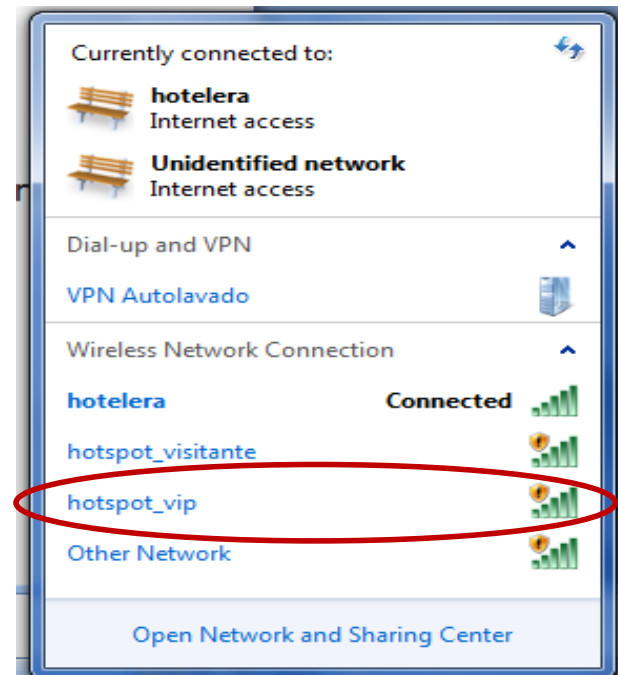 Currently connected to:
hotelera
Internet access
Unidentified network
Internet access
Dial-up and VPN
VPN Autolavado
Wireless Network Connection
hotelera Connected
hotspot_visitante
hotspot_vip
Other Network
Open Network and Sharing Center